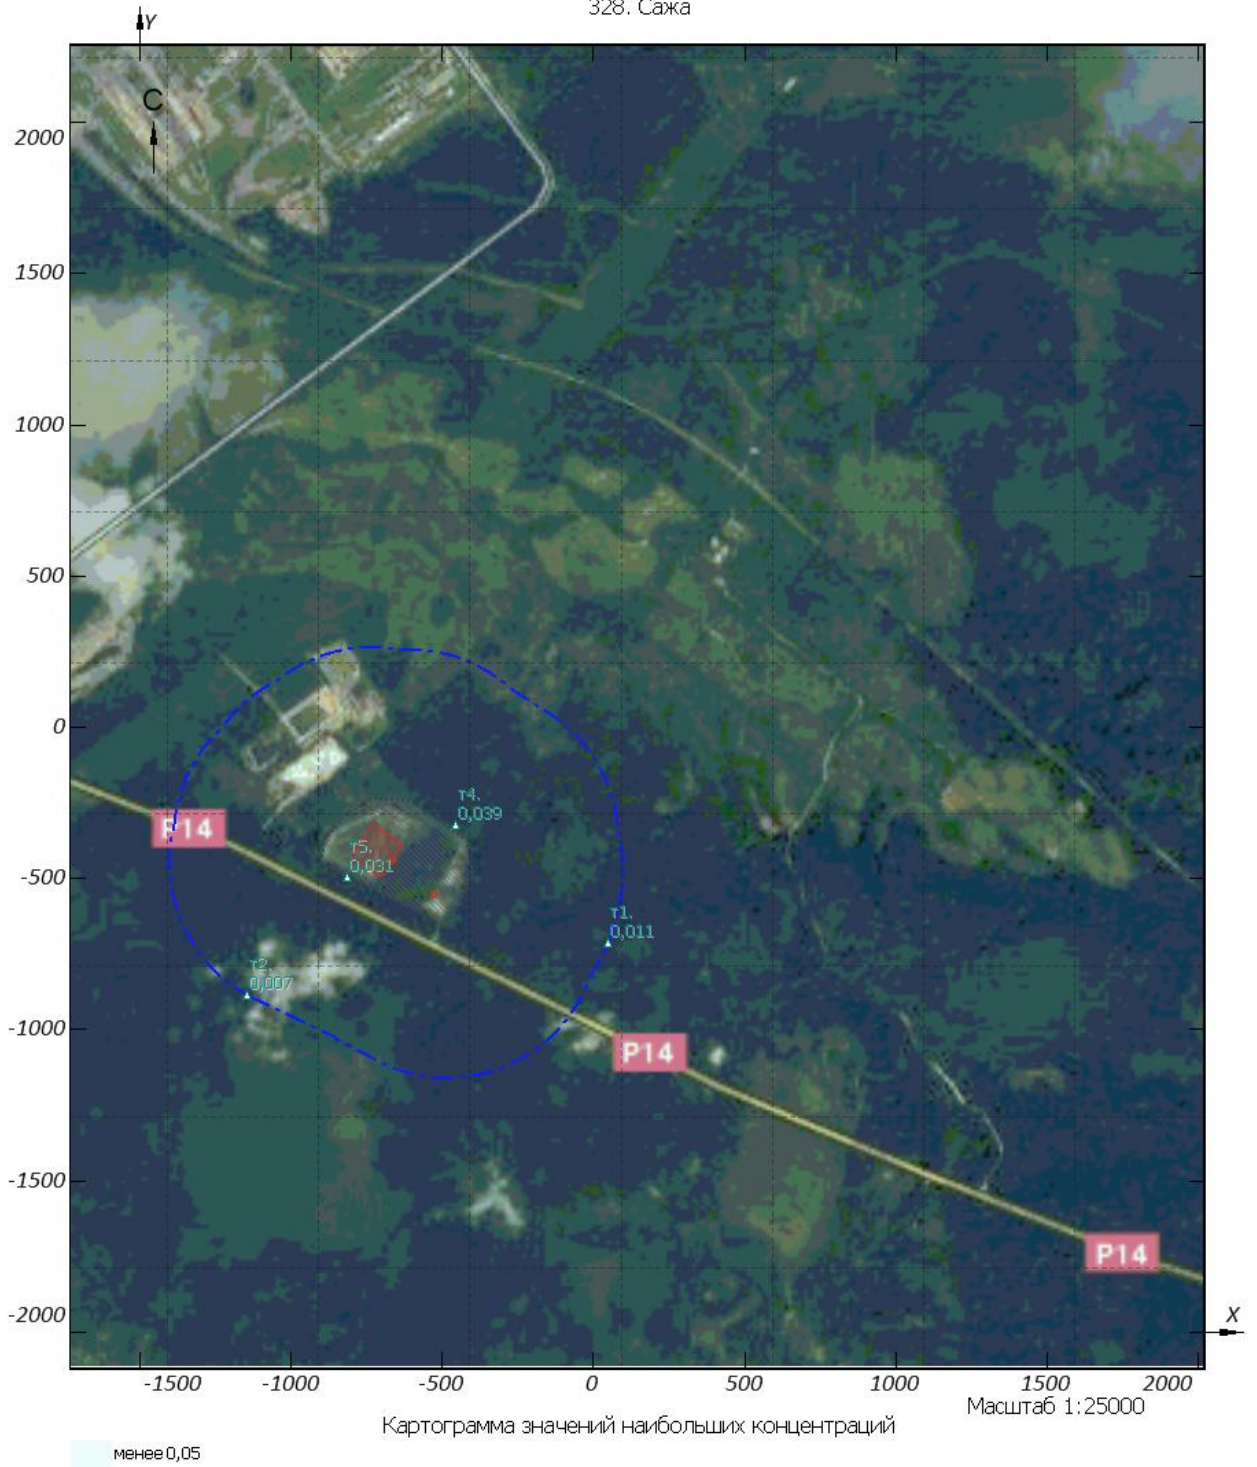 328. Сажа
Y
С
2000
1500
1000
500
0
-500
-1000
-1500
-2000
т4.
0,039
Р14
т5.
0,031
т1.
0,011
т2.
0,007
Р14
Р14
X
-1500 -1000 -500 0 500 1000 1500 2000
Масштаб 1:25000
Картограмма значений наибольших концентраций
менее 0,05